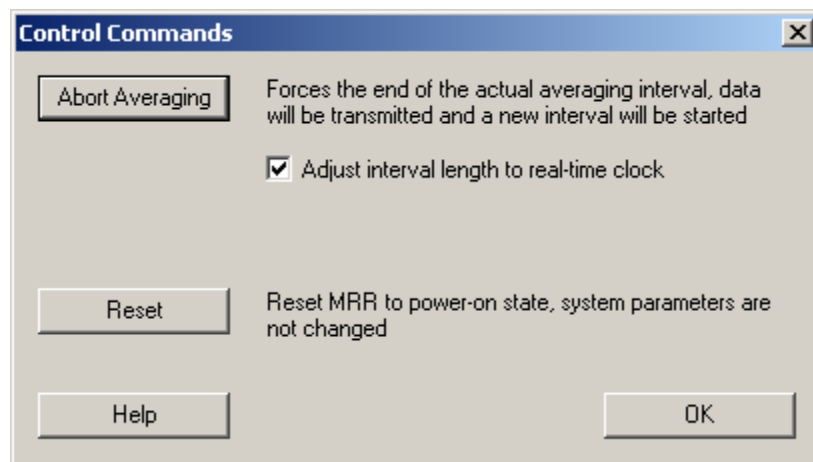 Control Commands
Abort Averaging
Forces the end of the actual averaging interval, data
will be transmitted and a new interval will be started
Adjust interval length to real-time clock
Reset
Reset MRR to power-on state, system parameters are
not changed
Help
OK